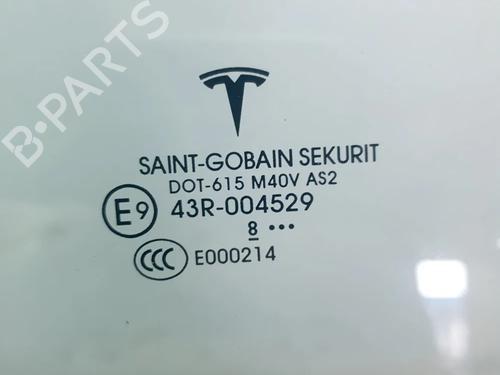 B-PARTS
SAINT-GOBAIN SEKURIT
DOT-615 M40V AS2
E9 43R-004529
8 •••
CCC E000214